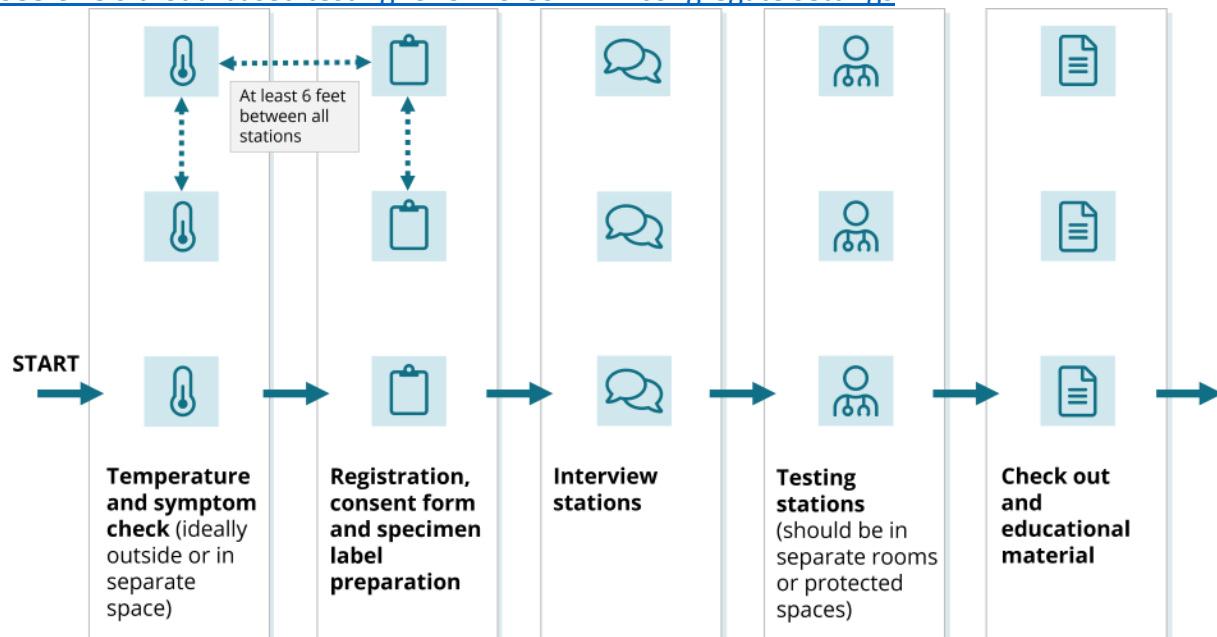 At least 6 feet
between all
stations
START
Temperature
and symptom
check (ideally
outside or in
separate
space)
Registration,
consent form
and specimen
label
preparation
Interview
stations
Testing
stations
(should be in
separate rooms
or protected
spaces)
Check out
and
educational
material